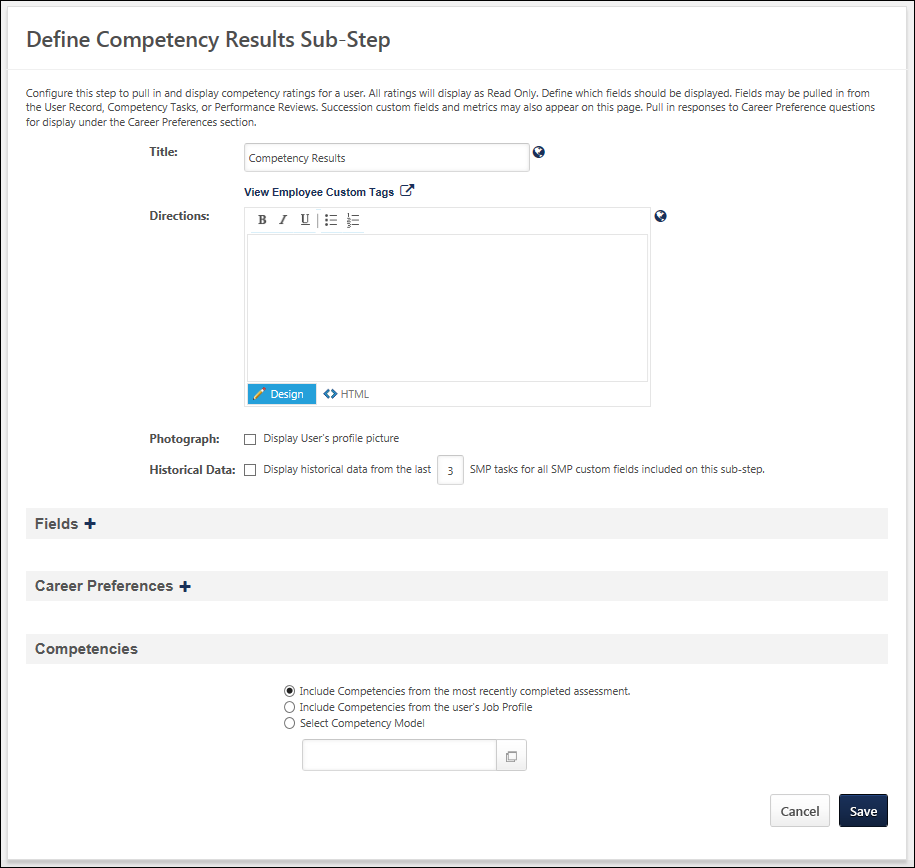 Define Competency Results Sub-Step
Configure this step to pull in and display competency ratings for a user. All ratings will display as Read Only. Define which fields should be displayed. Fields may be pulled in from
the User Record, Competency Tasks, or Performance Reviews. Succession custom fields and metrics may also appear on this page. Pull in responses to Career Preference questions
for display under the Career Preferences section.
Title: Competency Results
View Employee Custom Tags
Directions: B I U
Design HTML
Photograph: Display User's profile picture
Historical Data: Display historical data from the last 3 SMP tasks for all SMP custom fields included on this sub-step.
Fields +
Career Preferences +
Competencies
Include Competencies from the most recently completed assessment.
Include Competencies from the user's Job Profile
Select Competency Model
Cancel Save